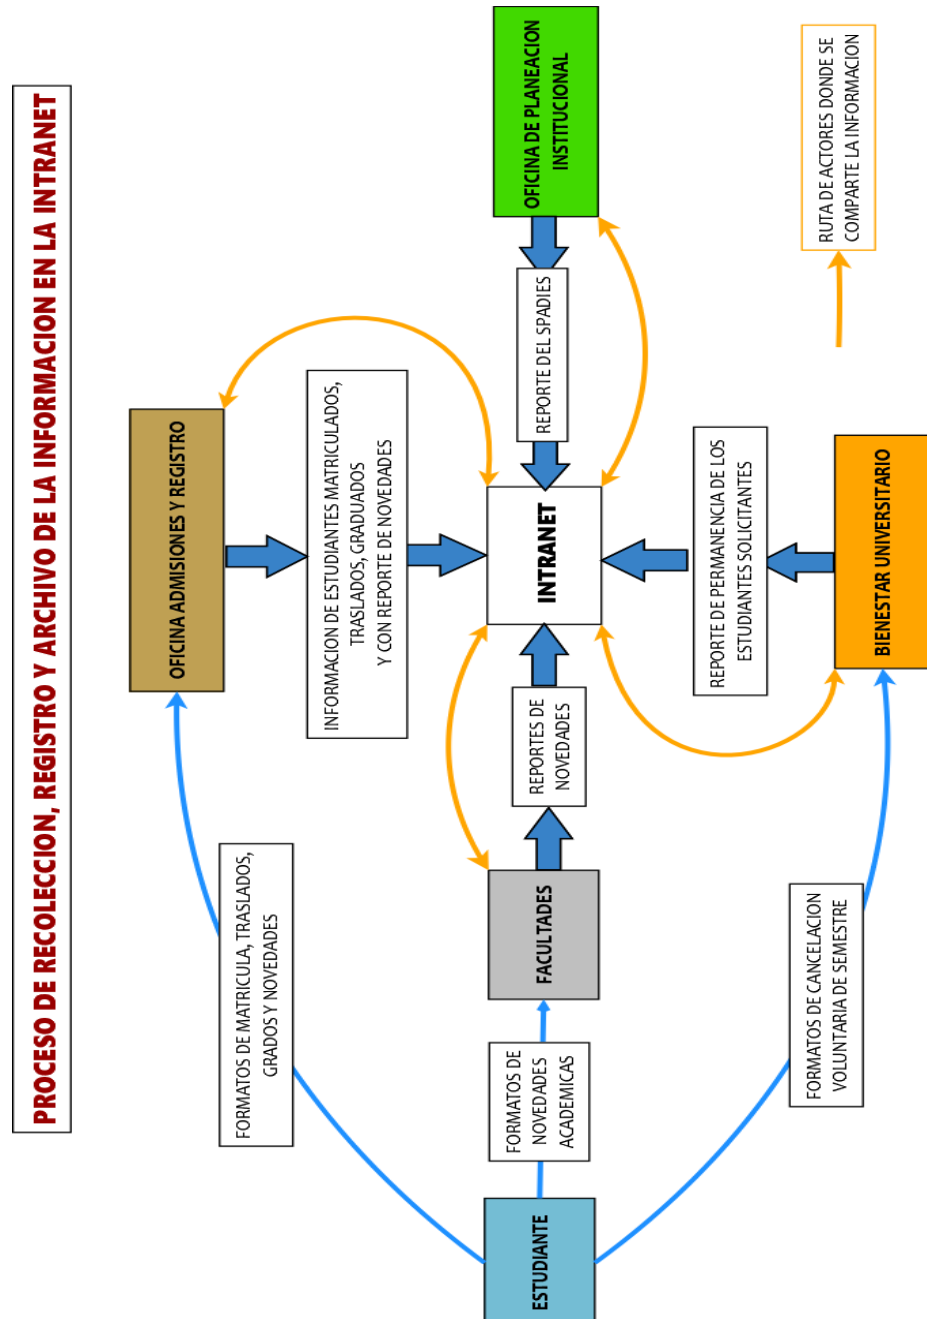 PROCESO DE RECOLECCION, REGISTRO Y ARCHIVO DE LA INFORMACION EN LA INTRANET
OFICINA ADMISIONES Y REGISTRO
FORMATOS DE MATRICULA, TRASLADOS,
GRADOS Y NOVEDADES
INFORMACION DE ESTUDIANTES MATRICULADOS,
TRASLADOS, GRADUADOS
Y CON REPORTE DE NOVEDADES
ESTUDIANTE
FORMATOS DE
NOVEDADES
ACADEMICAS
FACULTADES
REPORTES DE
NOVEDADES
INTRANET
REPORTE DEL SPADIES
OFICINA DE PLANEACION
INSTITUCIONAL
REPORTE DE PERMANENCIA DE LOS
ESTUDIANTES SOLICITANTES
FORMATOS DE CANCELACION
VOLUNTARIA DE SEMESTRE
BIENESTAR UNIVERSITARIO
RUTA DE ACTORES DONDE SE
COMPARTE LA INFORMACION